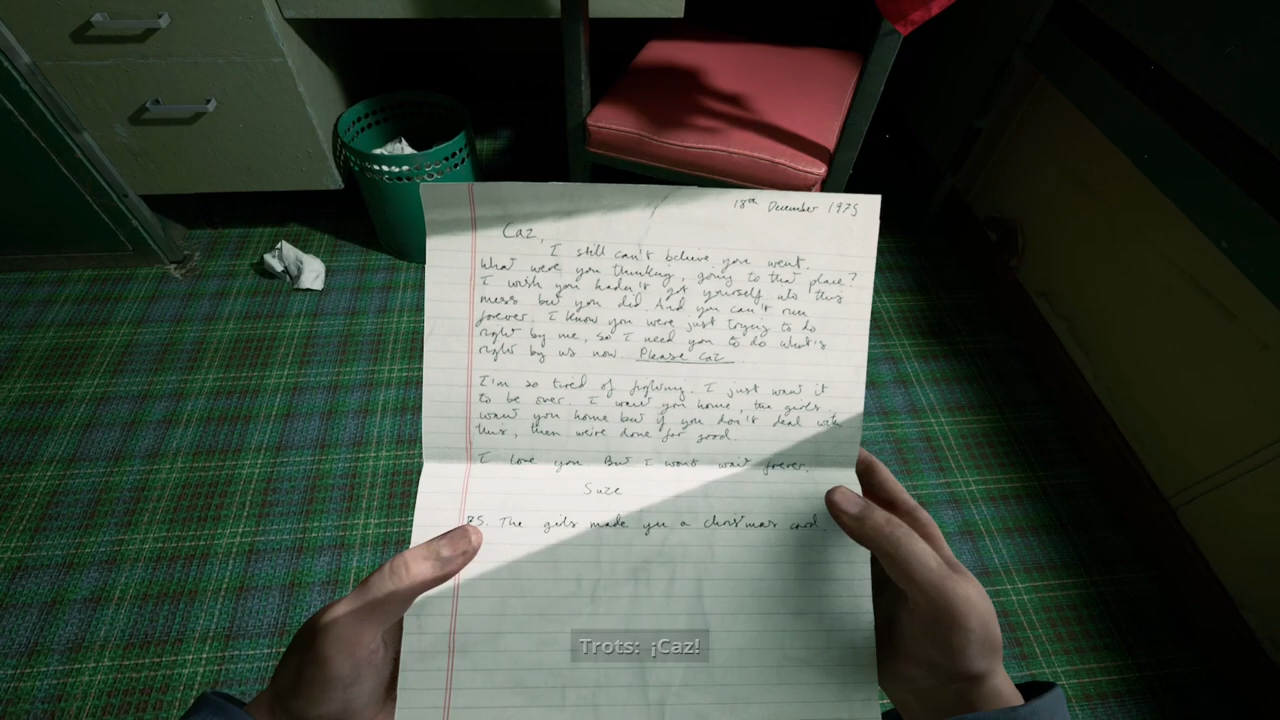 18th December 1975
Caz,
I still can't believe you went.
What were you thinking, going to that place?
I wish you hadn't got yourself into this
mess but you did. And you can't run
forever. I know you were just trying to do
right by me, so I need you to do what's
right by us now. Please Caz.
I'm so tired of fighting. I just want it
to be over. I want you home, the girls
want you home but if you don't deal with
this, then we're done for good.
I love you But I wont wait forever.
Suze
P.S. The girls made you a christmas card.
Trots: ¡Caz!